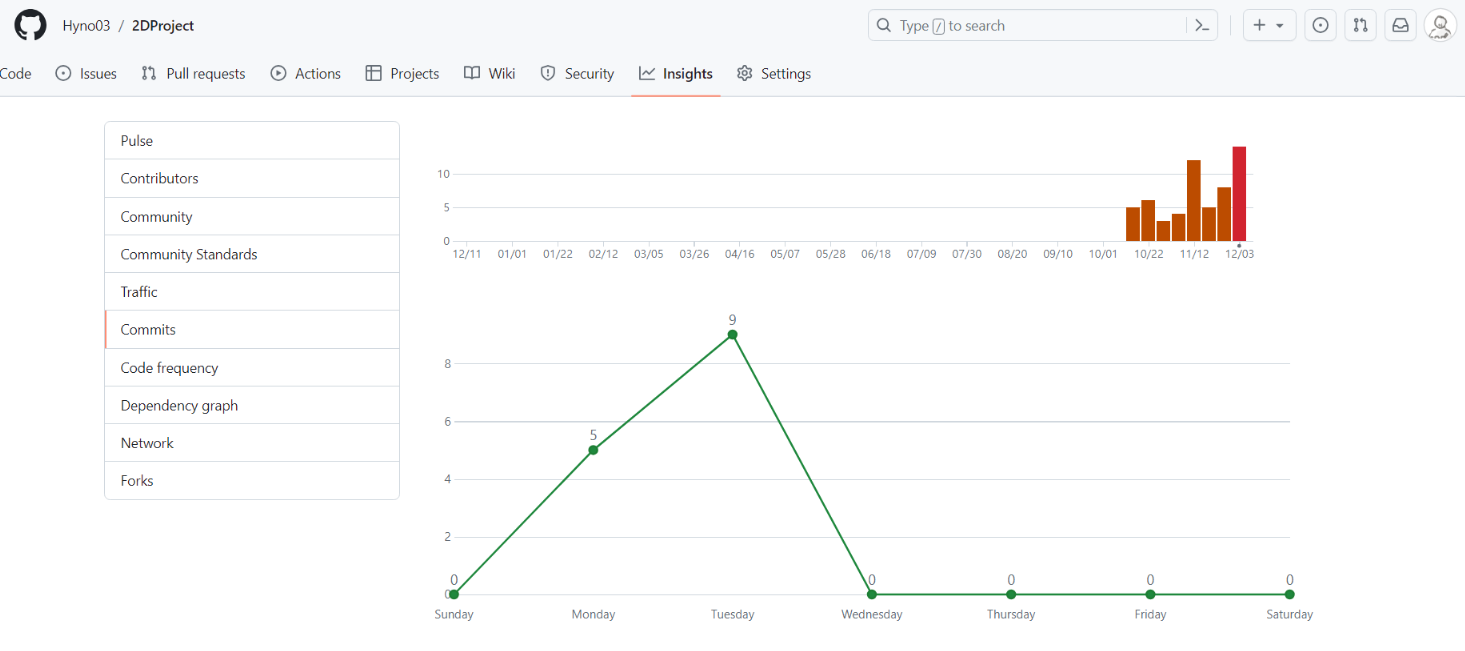 Hyno03 / 2DProject
Type / to search
Code Issues Pull requests Actions Projects Wiki Security Insights Settings
Pulse
Contributors
Community
Community Standards
Traffic
Commits
Code frequency
Dependency graph
Network
Forks
10
5
0
12/11 01/01 01/22 02/12 03/05 03/26 04/16 05/07 05/28 06/18 07/09 07/30 08/20 09/10 10/01 10/22 11/12 12/03
9
8
6
5
4
2
0 0 0 0 0
0
Sunday Monday Tuesday Wednesday Thursday Friday Saturday